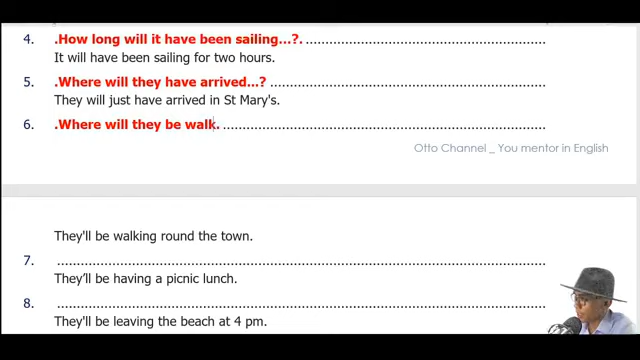 4. .How long will it have been sailing...?. ................................................................
It will have been sailing for two hours.
5. .Where will they have arrived...? ................................................................
They will just have arrived in St Mary's.
6. .Where will they be walk. ................................................................
Otto Channel _ You mentor in English
They'll be walking round the town.
7. ................................................................
They'll be having a picnic lunch.
8. ................................................................
They'll be leaving the beach at 4 pm.